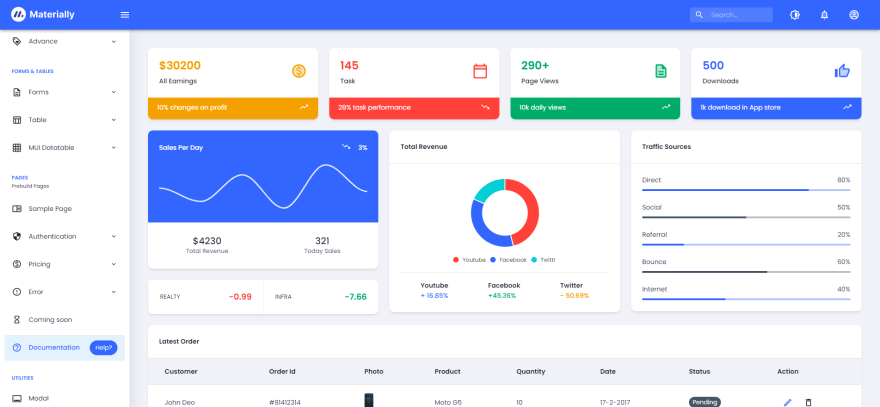 Materially
Search...
Advance
FORMS & TABLES
Forms
Table
MUI Datatable
PAGES
Prebuild Pages
Sample Page
Authentication
Pricing
Error
Coming soon
Documentation Help?
UTILITIES
Modal
$30200
All Earnings
10% changes on profit
145
Task
28% task performance
290+
Page Views
10k daily views
500
Downloads
1k download in App store
Sales Per Day 3%
$4230 321
Total Revenue Today Sales
REALTY -0.99 INFRA -7.66
Total Revenue
Youtube Facebook Twitt
Youtube Facebook Twitter
+ 16.85% +45.36% - 50.69%
Traffic Sources
Direct 80%
Social 50%
Referral 20%
Bounce 60%
Internet 40%
Latest Order
Customer Order Id Photo Product Quantity Date Status Action
John Deo #81412314 Moto G5 10 17-2-2017 Pending